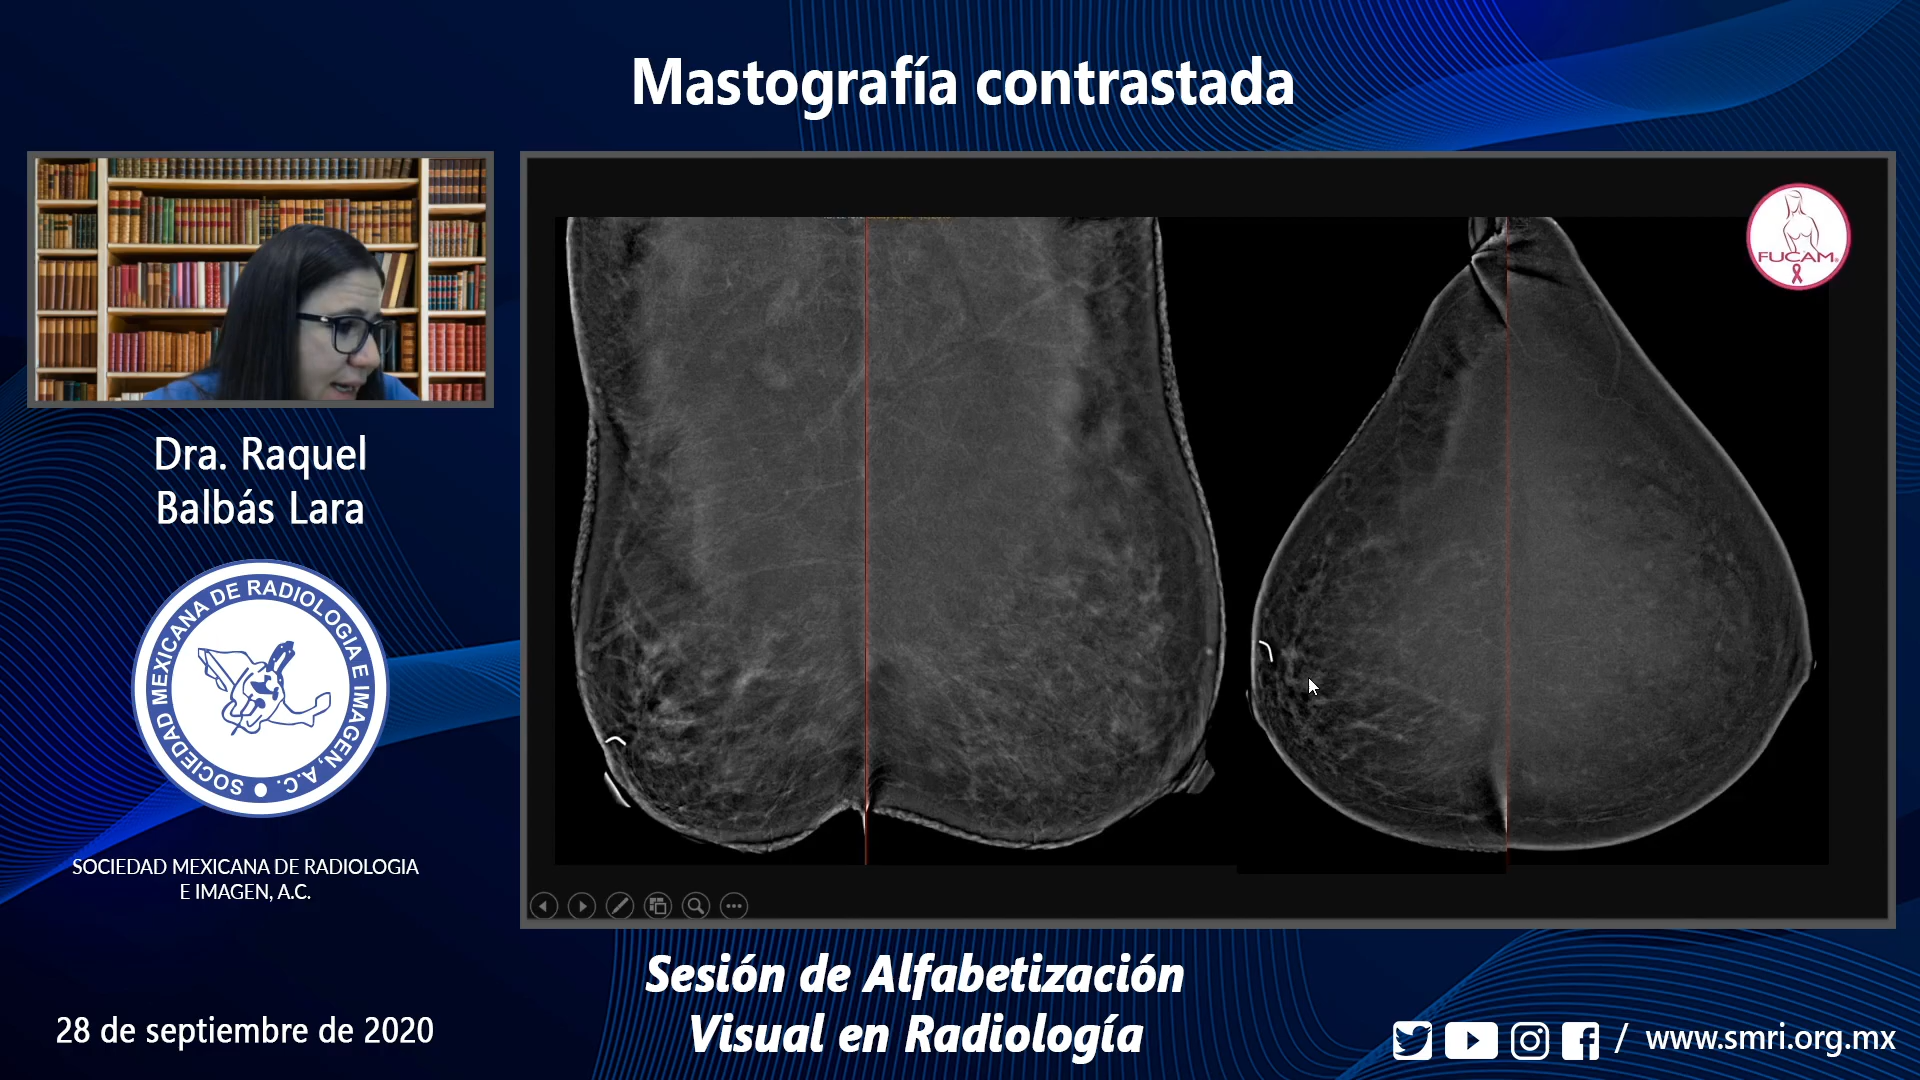 Mastografía contrastada
FUCAM
Dra. Raquel
Balbás Lara
SOCIEDAD MEXICANA DE RADIOLOGIA E IMAGEN, A.C.
SOCIEDAD MEXICANA DE RADIOLOGIA
E IMAGEN, A.C.
28 de septiembre de 2020
Sesión de Alfabetización
Visual en Radiología
/ www.smri.org.mx